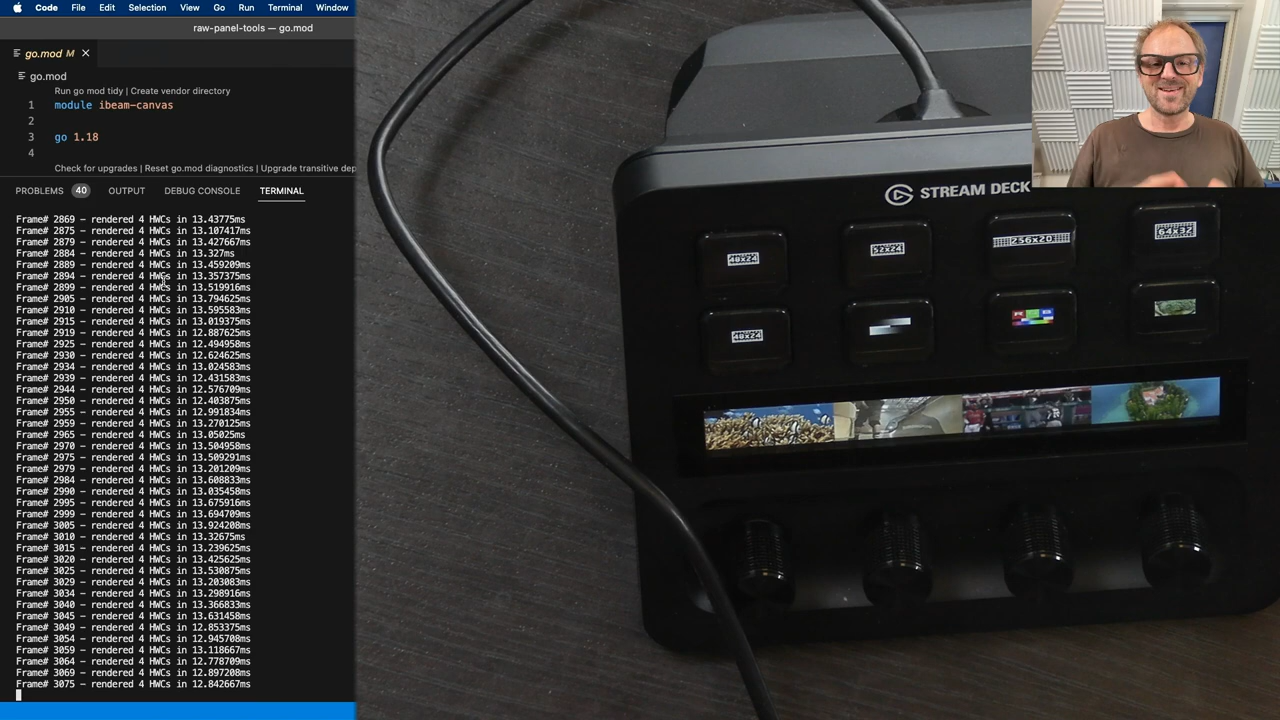 Code File Edit Selection View Go Run Terminal Window
raw-panel-tools — go.mod
go.mod M
go.mod
Run go mod tidy | Create vendor directory
1 module ibeam-canvas
2
3 go 1.18
4
Check for upgrades | Reset go.mod diagnostics | Upgrade transitive dep
PROBLEMS 40 OUTPUT DEBUG CONSOLE TERMINAL
Frame# 2869 - rendered 4 HWCs in 13.43775ms
Frame# 2875 - rendered 4 HWCs in 13.107417ms
Frame# 2879 - rendered 4 HWCs in 13.427667ms
Frame# 2884 - rendered 4 HWCs in 13.327ms
Frame# 2889 - rendered 4 HWCs in 13.459209ms
Frame# 2894 - rendered 4 HWCs in 13.357375ms
Frame# 2899 - rendered 4 HWCs in 13.519916ms
Frame# 2905 - rendered 4 HWCs in 13.794625ms
Frame# 2910 - rendered 4 HWCs in 13.595583ms
Frame# 2915 - rendered 4 HWCs in 13.019375ms
Frame# 2919 - rendered 4 HWCs in 12.887625ms
Frame# 2925 - rendered 4 HWCs in 12.494958ms
Frame# 2930 - rendered 4 HWCs in 12.624625ms
Frame# 2934 - rendered 4 HWCs in 13.024583ms
Frame# 2939 - rendered 4 HWCs in 12.431583ms
Frame# 2944 - rendered 4 HWCs in 12.576709ms
Frame# 2950 - rendered 4 HWCs in 12.403875ms
Frame# 2955 - rendered 4 HWCs in 12.991834ms
Frame# 2959 - rendered 4 HWCs in 13.270125ms
Frame# 2965 - rendered 4 HWCs in 13.05025ms
Frame# 2970 - rendered 4 HWCs in 13.504958ms
Frame# 2975 - rendered 4 HWCs in 13.509291ms
Frame# 2979 - rendered 4 HWCs in 13.201209ms
Frame# 2984 - rendered 4 HWCs in 13.608833ms
Frame# 2990 - rendered 4 HWCs in 13.035458ms
Frame# 2995 - rendered 4 HWCs in 13.675916ms
Frame# 2999 - rendered 4 HWCs in 13.694709ms
Frame# 3005 - rendered 4 HWCs in 13.924208ms
Frame# 3010 - rendered 4 HWCs in 13.32675ms
Frame# 3015 - rendered 4 HWCs in 13.239625ms
Frame# 3020 - rendered 4 HWCs in 13.425625ms
Frame# 3025 - rendered 4 HWCs in 13.530875ms
Frame# 3029 - rendered 4 HWCs in 13.203083ms
Frame# 3034 - rendered 4 HWCs in 13.298916ms
Frame# 3040 - rendered 4 HWCs in 13.366833ms
Frame# 3045 - rendered 4 HWCs in 13.631458ms
Frame# 3049 - rendered 4 HWCs in 12.853375ms
Frame# 3054 - rendered 4 HWCs in 12.945708ms
Frame# 3059 - rendered 4 HWCs in 13.118667ms
Frame# 3064 - rendered 4 HWCs in 12.778709ms
Frame# 3069 - rendered 4 HWCs in 12.897208ms
Frame# 3075 - rendered 4 HWCs in 12.842667ms
STREAM DECK
48x24 52x24 256x20 64x32
48x24